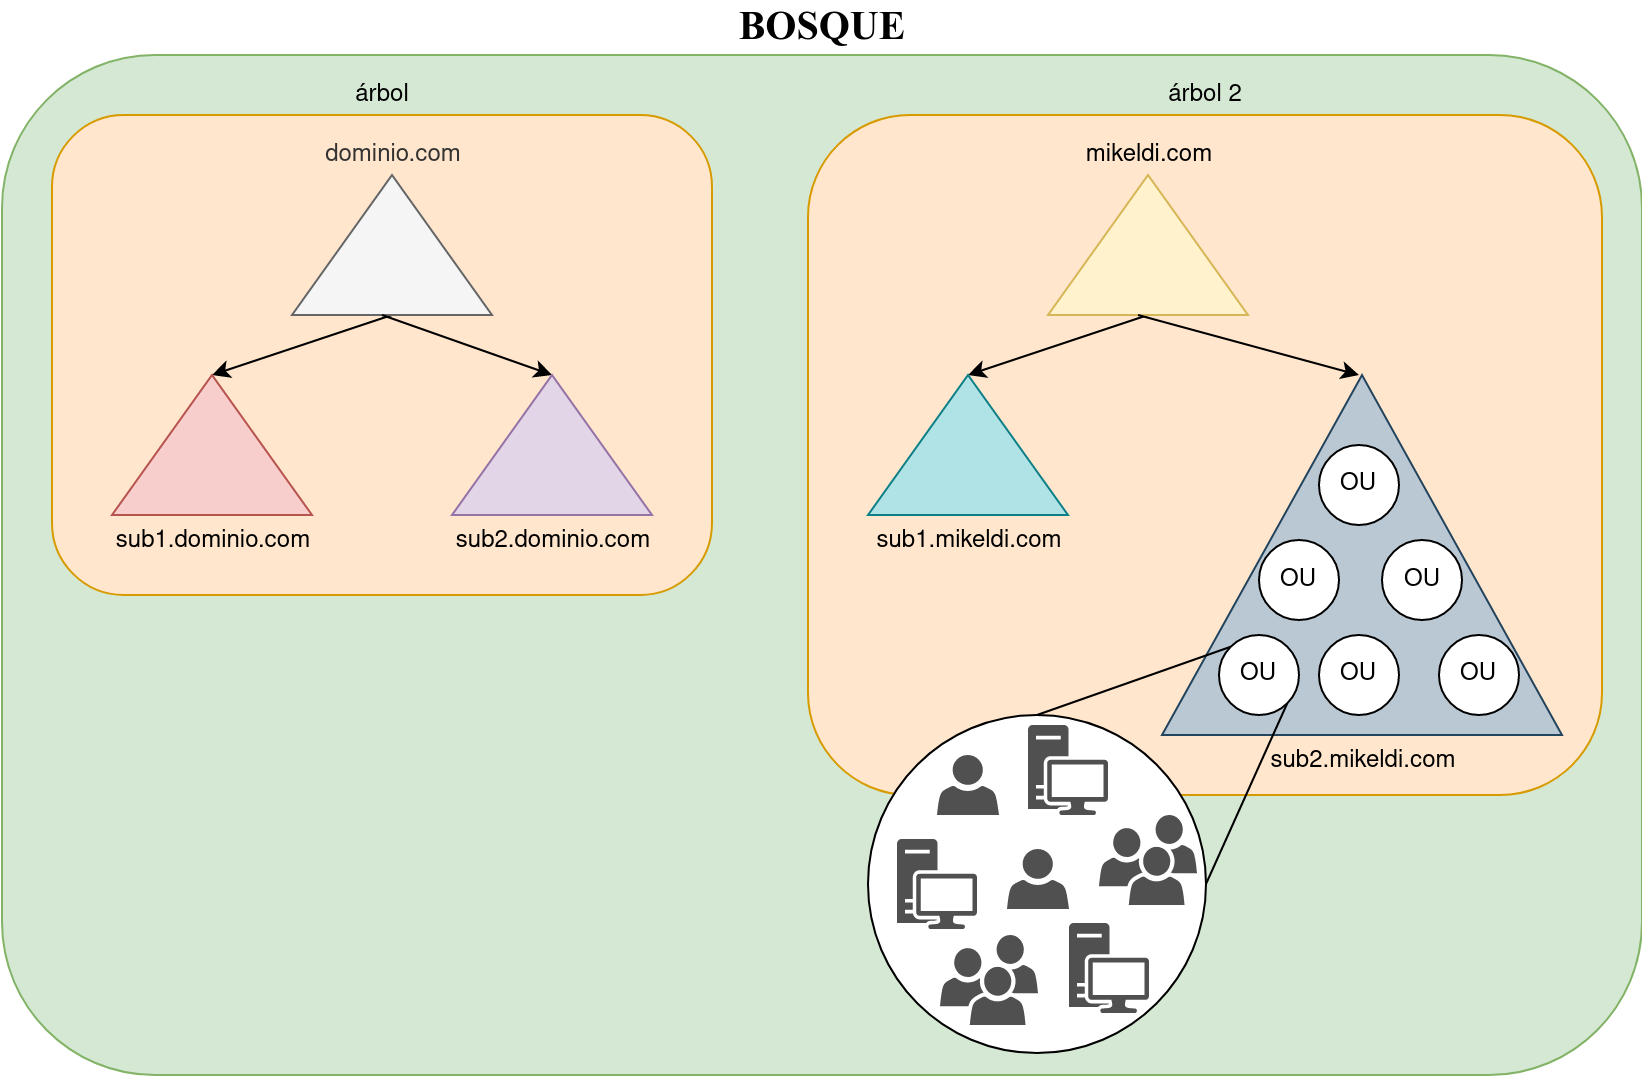 BOSQUE
árbol
árbol 2
dominio.com
mikeldi.com
sub1.dominio.com
sub2.dominio.com
sub1.mikeldi.com
OU
OU
OU
OU
OU
OU
sub2.mikeldi.com